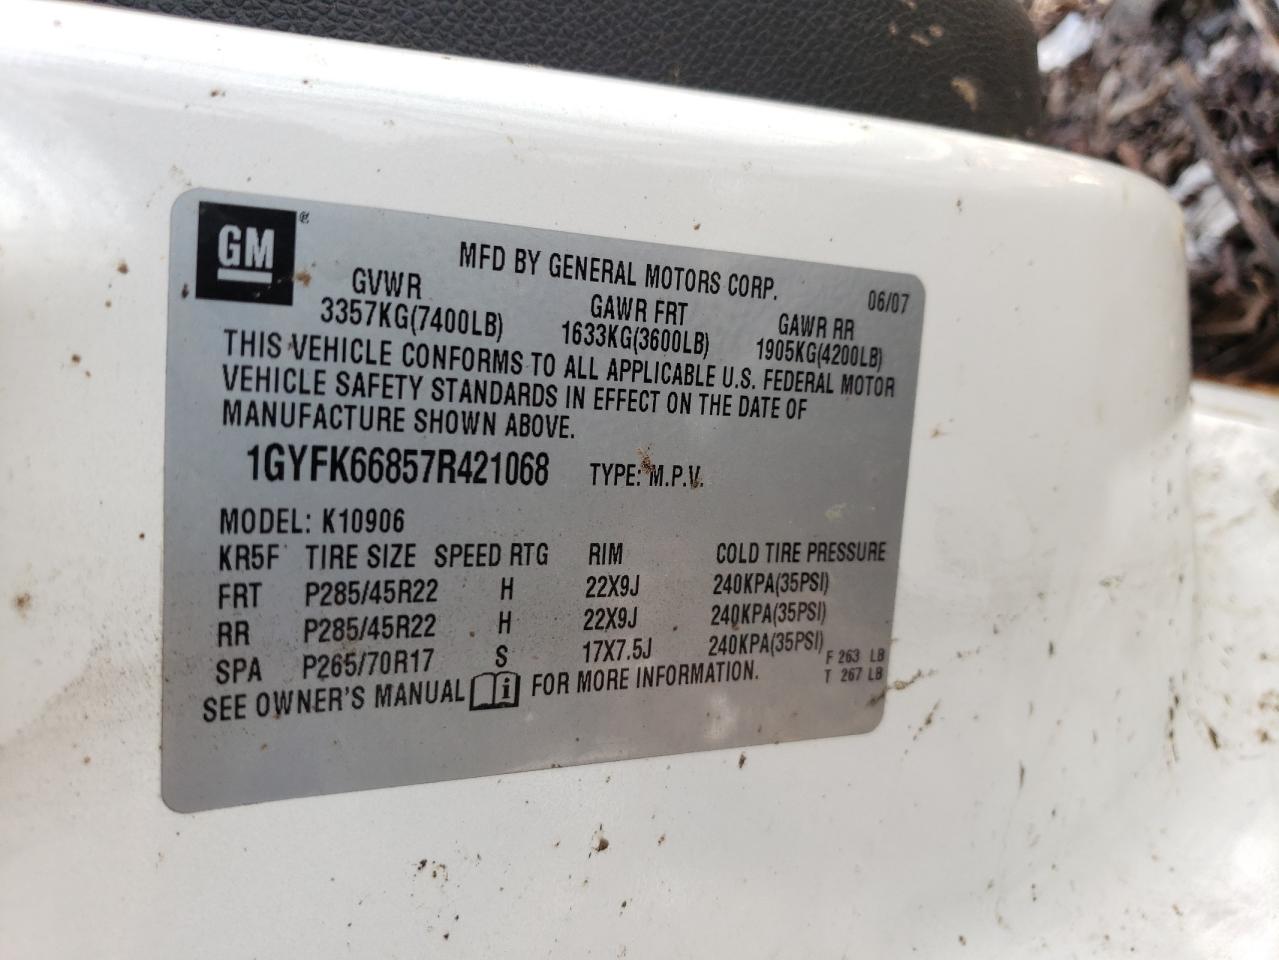 GM ®
MFD BY GENERAL MOTORS CORP.
06/07
GVWR GAWR FRT GAWR RR
3357KG(7400LB) 1633KG(3600LB) 1905KG(4200LB)
THIS VEHICLE CONFORMS TO ALL APPLICABLE U.S. FEDERAL MOTOR
VEHICLE SAFETY STANDARDS IN EFFECT ON THE DATE OF
MANUFACTURE SHOWN ABOVE.
1GYFK66857R421068 TYPE: M.P.V.
MODEL: K10906
KR5F TIRE SIZE SPEED RTG RIM COLD TIRE PRESSURE
FRT P285/45R22 H 22X9J 240KPA(35PSI)
RR P285/45R22 H 22X9J 240KPA(35PSI)
SPA P265/70R17 S 17X7.5J 240KPA(35PSI)
F 263 LB
T 267 LB
SEE OWNER'S MANUAL i FOR MORE INFORMATION.